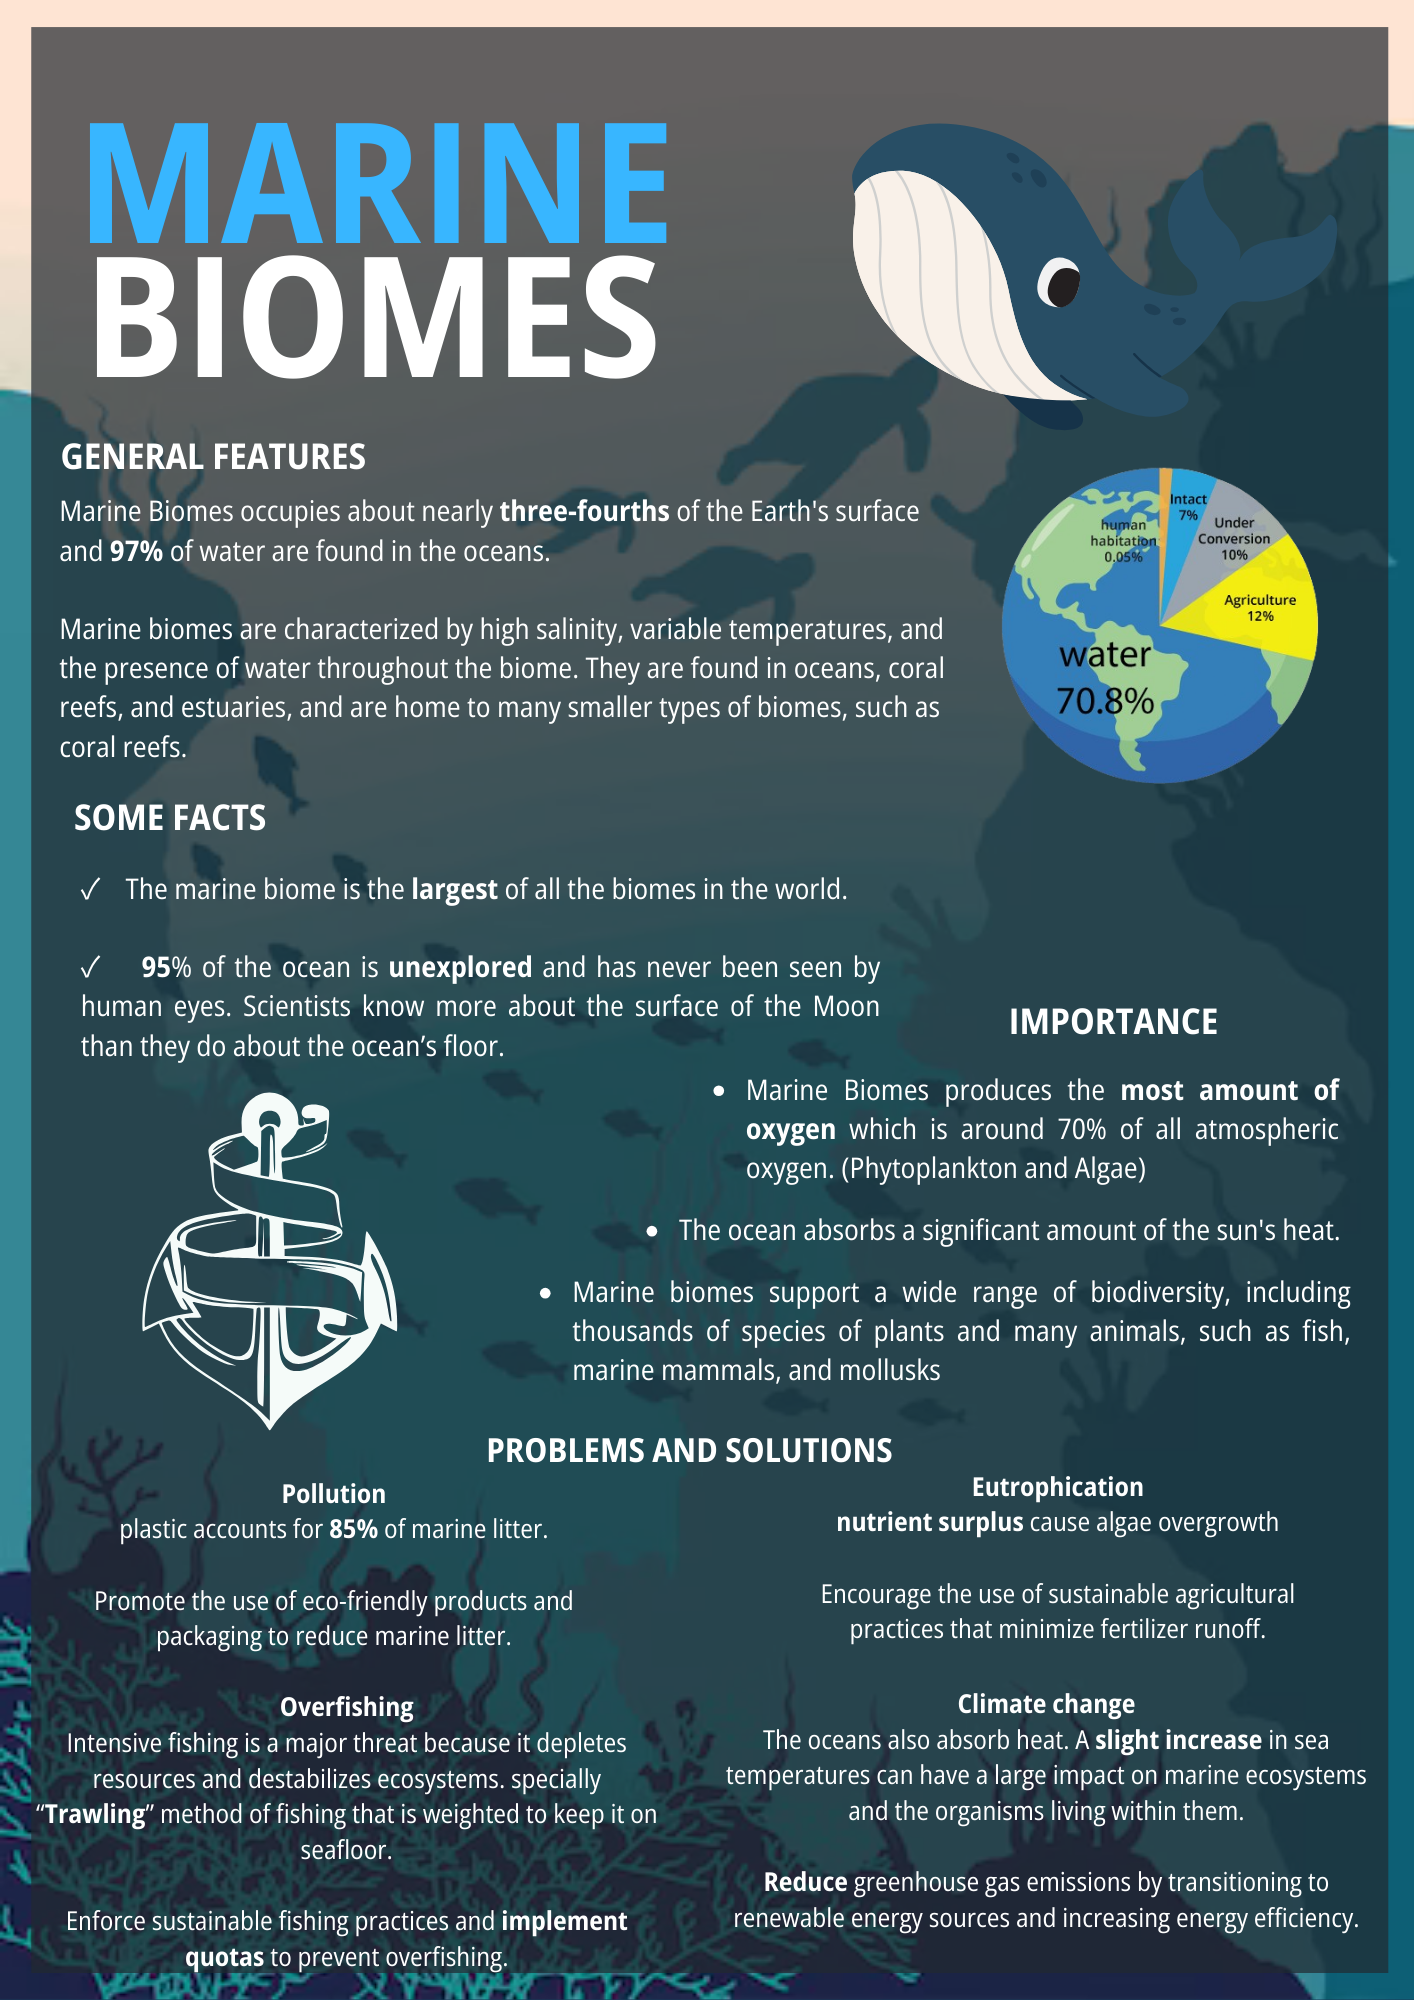 MARINE
BIOMES
GENERAL FEATURES
Marine Biomes occupies about nearly three-fourths of the Earth's surface
and 97% of water are found in the oceans.
Marine biomes are characterized by high salinity, variable temperatures, and
the presence of water throughout the biome. They are found in oceans, coral
reefs, and estuaries, and are home to many smaller types of biomes, such as
coral reefs.
human
habitation
0.05%
Intact
7%
Under
Conversion
10%
Agriculture
12%
water
70.8%
SOME FACTS
✓ The marine biome is the largest of all the biomes in the world.
✓ 95% of the ocean is unexplored and has never been seen by
human eyes. Scientists know more about the surface of the Moon
than they do about the ocean’s floor.
IMPORTANCE
• Marine Biomes produces the most amount of
oxygen which is around 70% of all atmospheric
oxygen. (Phytoplankton and Algae)
• The ocean absorbs a significant amount of the sun's heat.
• Marine biomes support a wide range of biodiversity, including
thousands of species of plants and many animals, such as fish,
marine mammals, and mollusks
PROBLEMS AND SOLUTIONS
Pollution
plastic accounts for 85% of marine litter.
Promote the use of eco-friendly products and
packaging to reduce marine litter.
Overfishing
Intensive fishing is a major threat because it depletes
resources and destabilizes ecosystems. specially
“Trawling” method of fishing that is weighted to keep it on
seafloor.
Enforce sustainable fishing practices and implement
quotas to prevent overfishing.
Eutrophication
nutrient surplus cause algae overgrowth
Encourage the use of sustainable agricultural
practices that minimize fertilizer runoff.
Climate change
The oceans also absorb heat. A slight increase in sea
temperatures can have a large impact on marine ecosystems
and the organisms living within them.
Reduce greenhouse gas emissions by transitioning to
renewable energy sources and increasing energy efficiency.